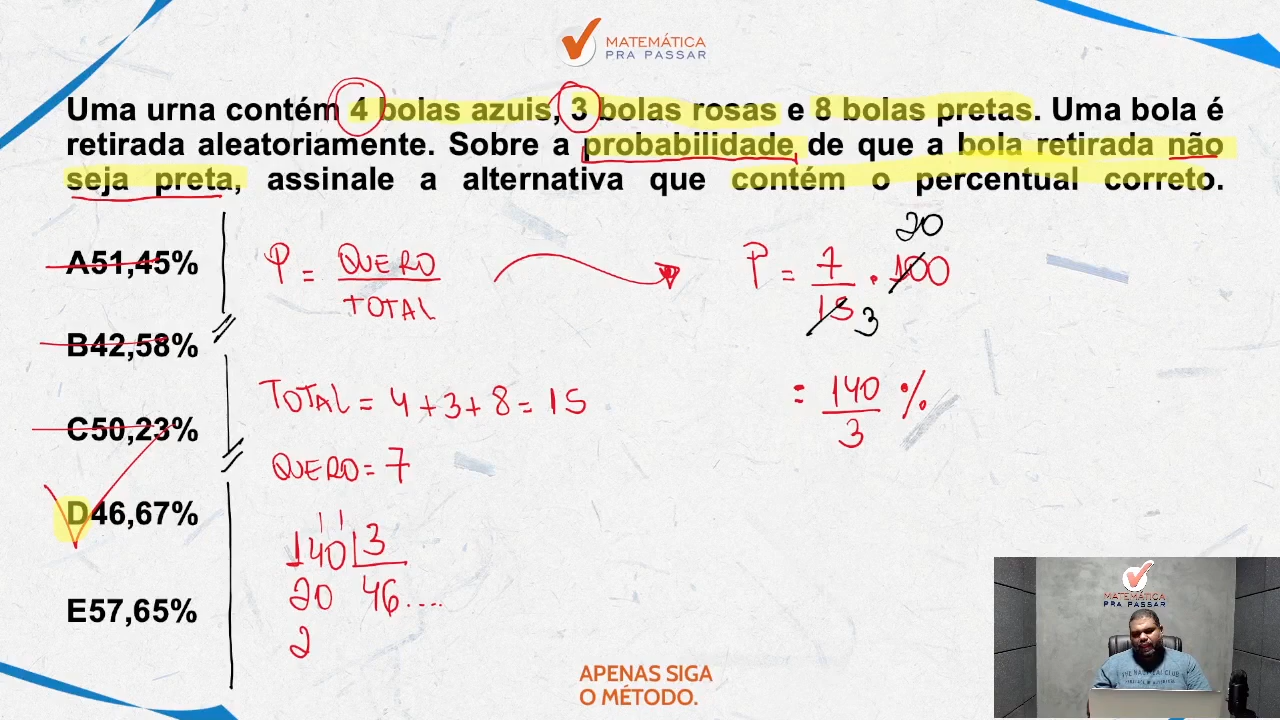 MATEMÁTICA
PRA PASSAR
Uma urna contém 4 bolas azuis, 3 bolas rosas e 8 bolas pretas. Uma bola é
retirada aleatoriamente. Sobre a probabilidade de que a bola retirada não
seja preta, assinale a alternativa que contém o percentual correto.
A51,45%
B42,58%
C50,23%
D46,67%
E57,65%
P = QUERO
TOTAL
TOTAL = 4 + 3 + 8 = 15
QUERO = 7
140 3
20 46....
2
20
P = 7 . 100
15 3
= 140 %
3
MATEMÁTICA
PRA PASSAR
APENAS SIGA
O MÉTODO.